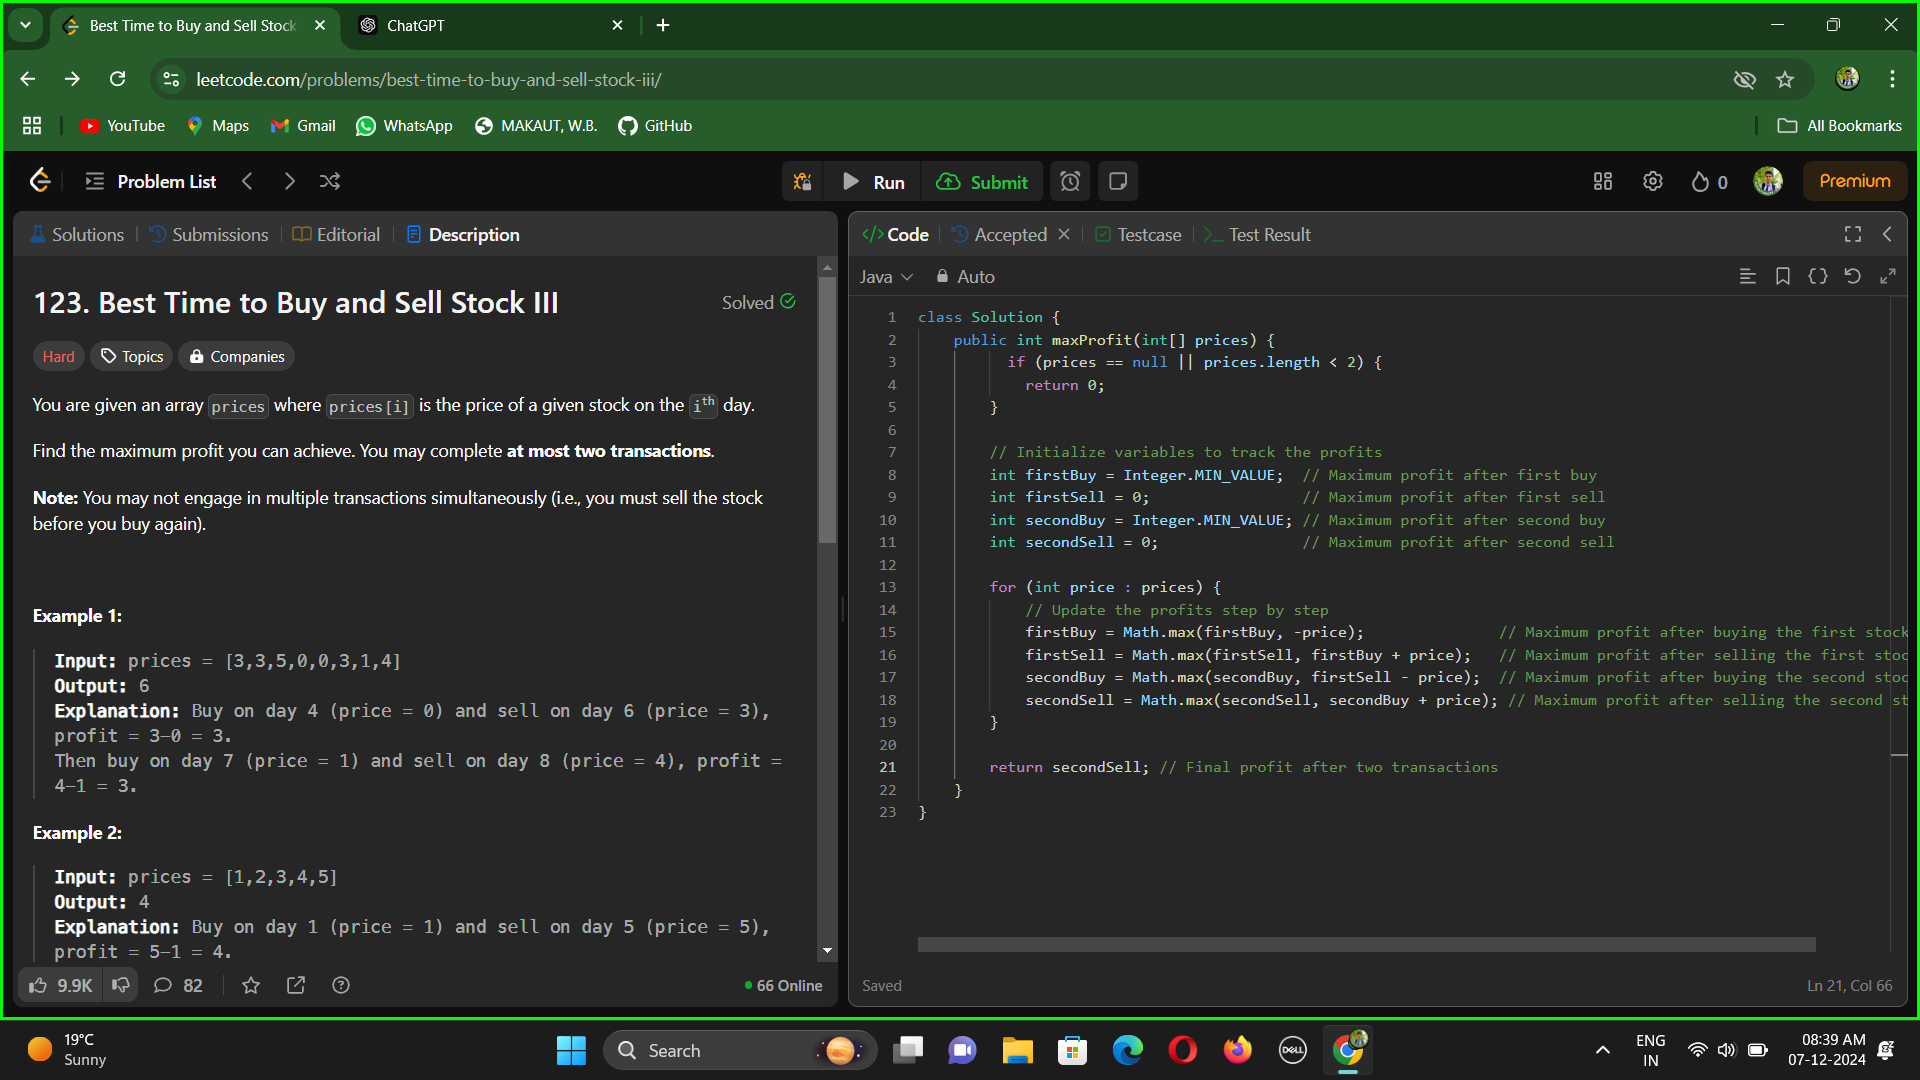 Best Time to Buy and Sell Stock
ChatGPT
leetcode.com/problems/best-time-to-buy-and-sell-stock-iii/
YouTube
Maps
Gmail
WhatsApp
MAKAUT, W.B.
GitHub
All Bookmarks
Problem List
Run
Submit
0
Premium
Solutions
Submissions
Editorial
Description
123. Best Time to Buy and Sell Stock III
Solved
Hard
Topics
Companies
You are given an array prices where prices[i] is the price of a given stock on the ith day.
Find the maximum profit you can achieve. You may complete at most two transactions.
Note: You may not engage in multiple transactions simultaneously (i.e., you must sell the stock
before you buy again).
Example 1:
Input: prices = [3,3,5,0,0,3,1,4]
Output: 6
Explanation: Buy on day 4 (price = 0) and sell on day 6 (price = 3),
profit = 3-0 = 3.
Then buy on day 7 (price = 1) and sell on day 8 (price = 4), profit =
4-1 = 3.
Example 2:
Input: prices = [1,2,3,4,5]
Output: 4
Explanation: Buy on day 1 (price = 1) and sell on day 5 (price = 5),
profit = 5-1 = 4.
9.9K
82
66 Online
Code
Accepted
Testcase
Test Result
Java
Auto
1 class Solution {
2 public int maxProfit(int[] prices) {
3 if (prices == null || prices.length < 2) {
4 return 0;
5 }
6
7 // Initialize variables to track the profits
8 int firstBuy = Integer.MIN_VALUE; // Maximum profit after first buy
9 int firstSell = 0; // Maximum profit after first sell
10 int secondBuy = Integer.MIN_VALUE; // Maximum profit after second buy
11 int secondSell = 0; // Maximum profit after second sell
12
13 for (int price : prices) {
14 // Update the profits step by step
15 firstBuy = Math.max(firstBuy, -price); // Maximum profit after buying the first stock
16 firstSell = Math.max(firstSell, firstBuy + price); // Maximum profit after selling the first stoc
17 secondBuy = Math.max(secondBuy, firstSell - price); // Maximum profit after buying the second stoc
18 secondSell = Math.max(secondSell, secondBuy + price); // Maximum profit after selling the second st
19 }
20
21 return secondSell; // Final profit after two transactions
22 }
23 }
Saved
Ln 21, Col 66
19°C
Sunny
Search
DELL
ENG
IN
08:39 AM
07-12-2024